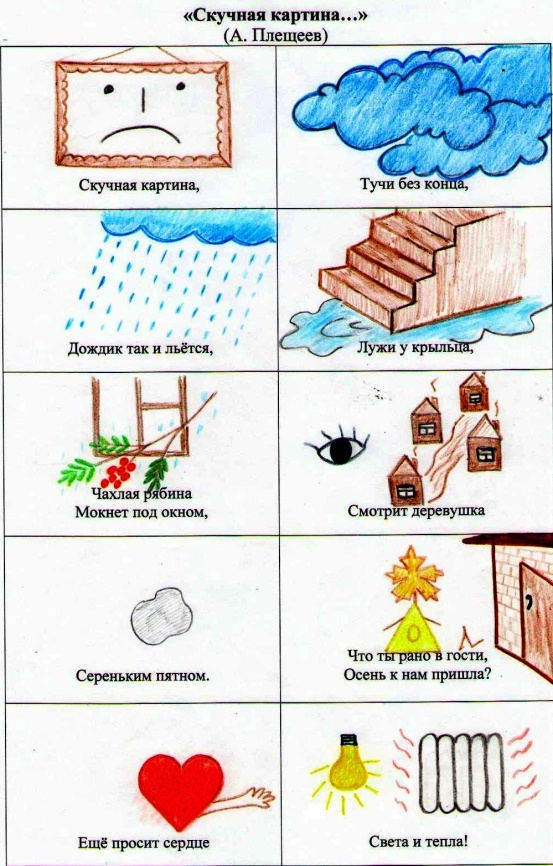 «Скучная картина…»
(А. Плещеев)
Скучная картина,
Тучи без конца,
Дождик так и льётся,
Лужи у крыльца,
Чахлая рябина
Мокнет под окном,
Смотрит деревушка
Сереньким пятном.
Что ты рано в гости,
Осень к нам пришла?
Ещё просит сердце
Света и тепла!